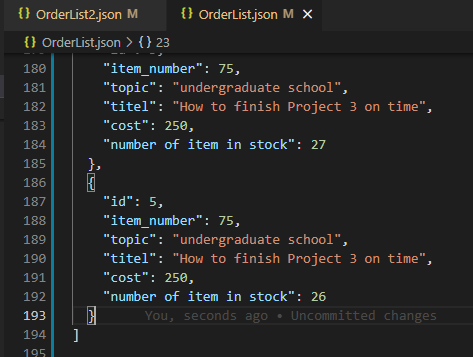 {} OrderList2.json M
{} OrderList.json M ×
{} OrderList.json > {} 23
180 "item_number": 75,
181 "topic": "undergraduate school",
182 "titel": "How to finish Project 3 on time",
183 "cost": 250,
184 "number of item in stock": 27
185 },
186 {
187 "id": 5,
188 "item_number": 75,
189 "topic": "undergraduate school",
190 "titel": "How to finish Project 3 on time",
191 "cost": 250,
192 "number of item in stock": 26
193 } You, seconds ago • Uncommitted changes
194 ]
195